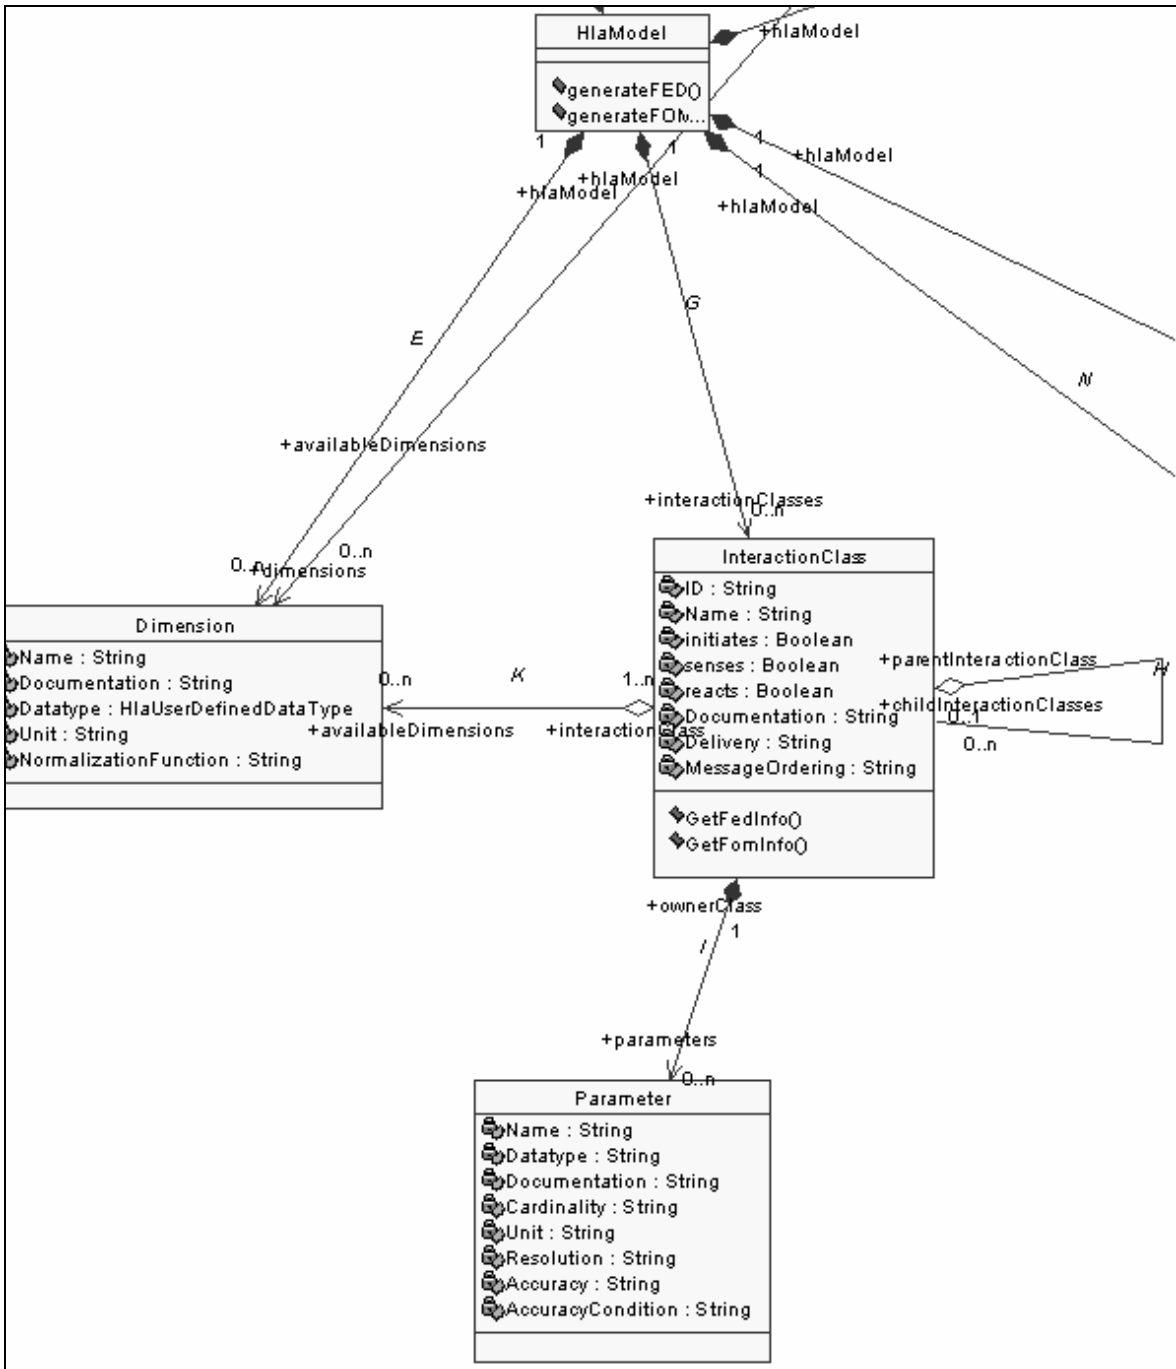 HlaModel
+hlaModel
generateFED()
generateFOM...
1
1
1
1
+hlaModel
+hlaModel
+hlaModel
+hlaModel
G
E
N
+availableDimensions
+interactionClasses
0..n
0..n
0..n
+dimensions
InteractionClass
ID : String
Name : String
initiates : Boolean
senses : Boolean
reacts : Boolean
Documentation : String
Delivery : String
MessageOrdering : String
GetFedInfo()
GetFomInfo()
Dimension
Name : String
Documentation : String
Datatype : HlaUserDefinedDataType
Unit : String
NormalizationFunction : String
0..n
K
1..n
+availableDimensions
+interactionClass
+parentInteractionClass
H
+childInteractionClasses
0..1
0..n
+ownerClass
1
I
+parameters
0..n
Parameter
Name : String
Datatype : String
Documentation : String
Cardinality : String
Unit : String
Resolution : String
Accuracy : String
AccuracyCondition : String